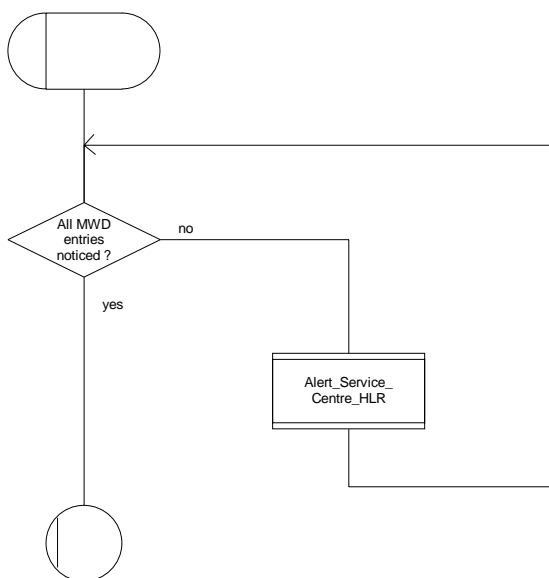 All MWD
entries
noticed ?
no
yes
Alert_Service_
Centre_HLR